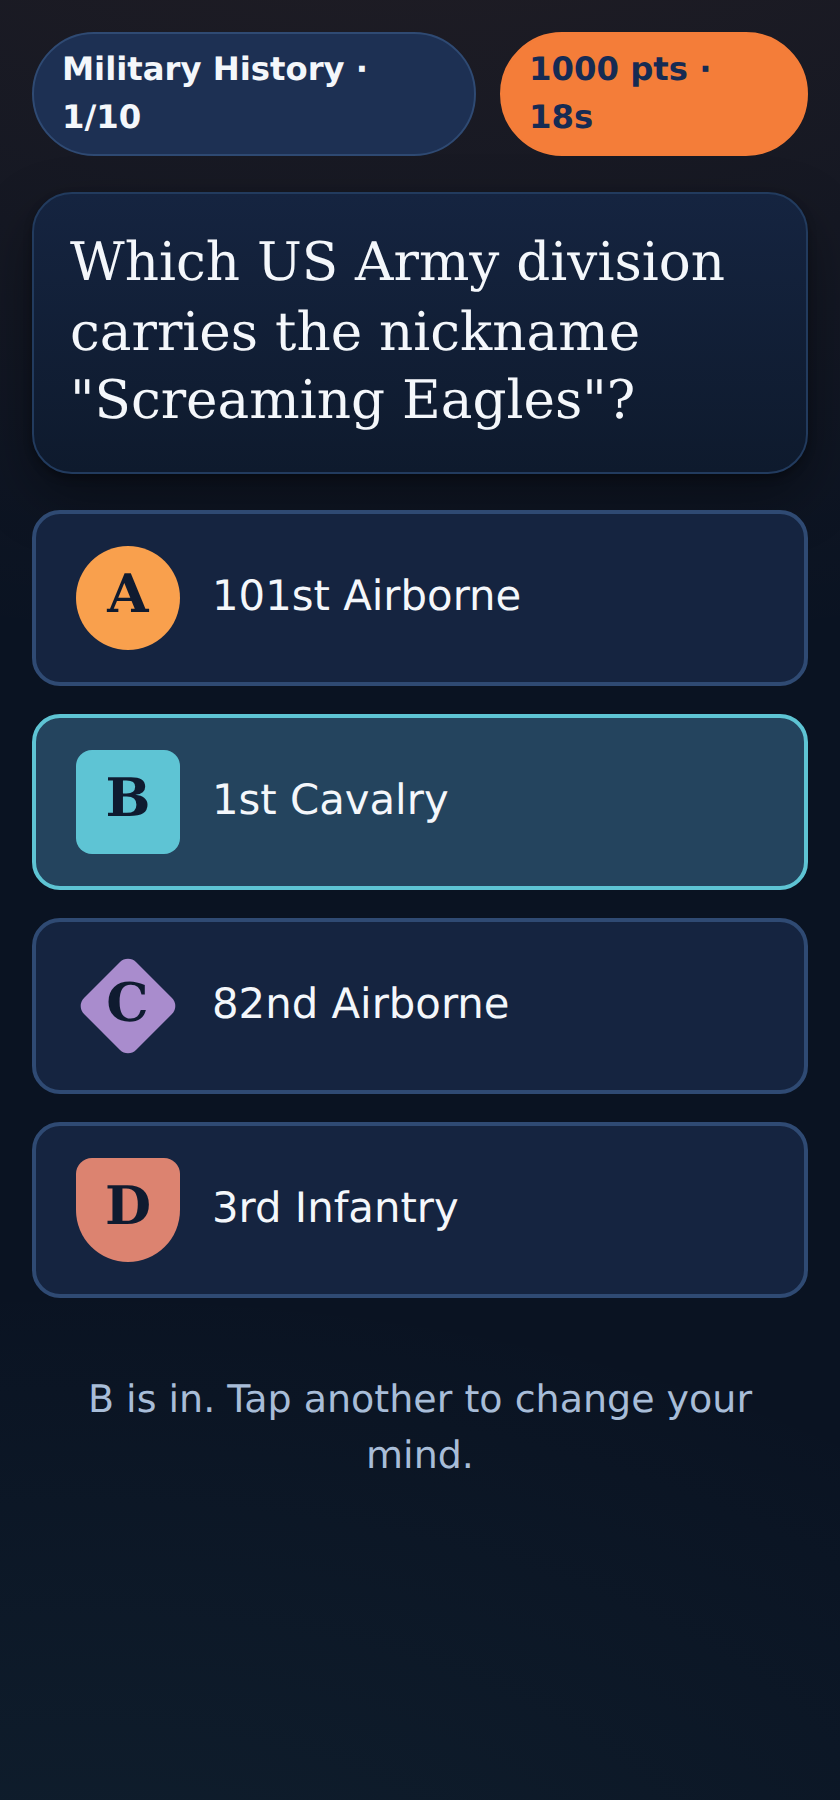 Military History ·
1/10
1000 pts ·
18s
Which US Army division
carries the nickname
"Screaming Eagles"?
A 101st Airborne
B 1st Cavalry
C 82nd Airborne
D 3rd Infantry
B is in. Tap another to change your
mind.